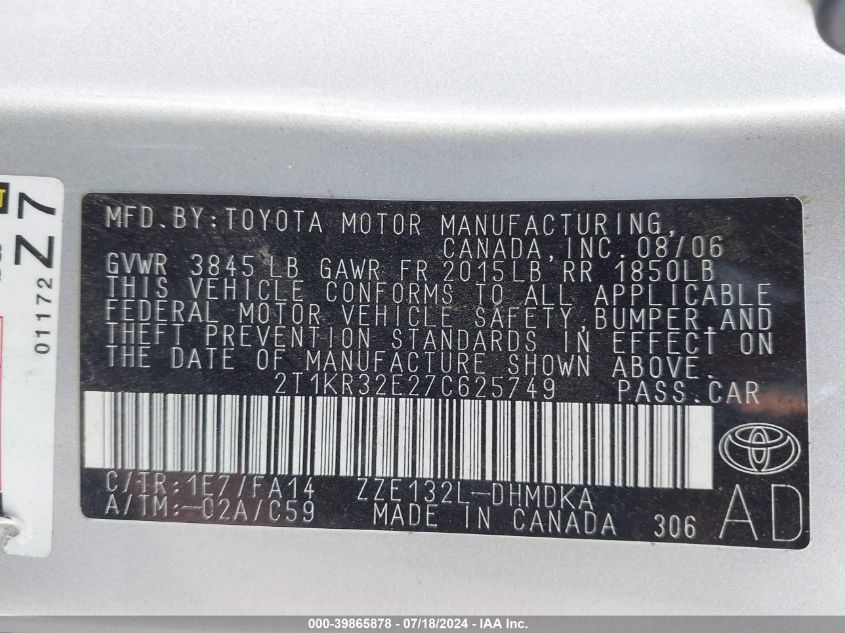 MFD.BY:TOYOTA MOTOR MANUFACTURING,
CANADA,INC. 08/06
GVWR 3845 LB GAWR FR 2015LB RR 1850LB
THIS VEHICLE CONFORMS TO ALL APPLICABLE
FEDERAL MOTOR VEHICLE SAFETY,BUMPER,AND
THEFT PREVENTION STANDARDS IN EFFECT ON
THE DATE OF MANUFACTURE SHOWN ABOVE.
2T1KR32E27C625749 PASS.CAR
C/TR:1E7/FA14 ZZE132L-DHMDKA
A/TM:-02A/C59 MADE IN CANADA 306 AD
01172
Z 7
000-39865878 - 07/18/2024 - IAA Inc.